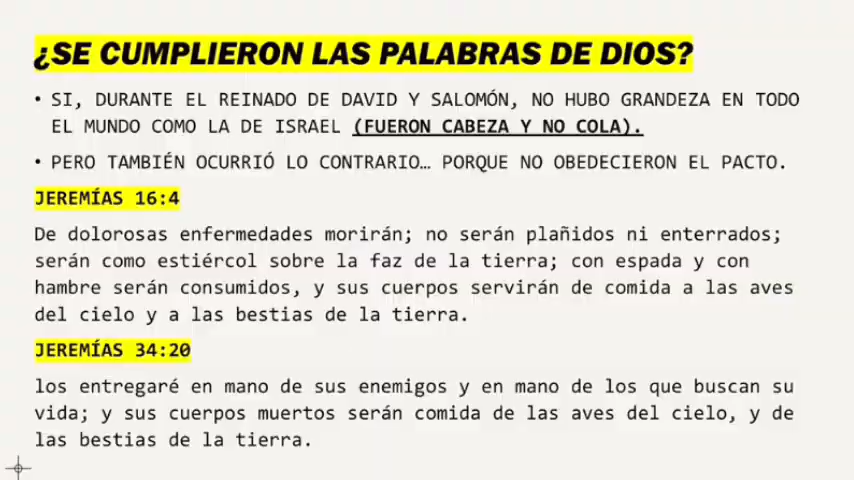 ¿SE CUMPLIERON LAS PALABRAS DE DIOS?
• SI, DURANTE EL REINADO DE DAVID Y SALOMÓN, NO HUBO GRANDEZA EN TODO
EL MUNDO COMO LA DE ISRAEL (FUERON CABEZA Y NO COLA).
• PERO TAMBIÉN OCURRIÓ LO CONTRARIO… PORQUE NO OBEDECIERON EL PACTO.
JEREMÍAS 16:4
De dolorosas enfermedades morirán; no serán plañidos ni enterrados;
serán como estiércol sobre la faz de la tierra; con espada y con
hambre serán consumidos, y sus cuerpos servirán de comida a las aves
del cielo y a las bestias de la tierra.
JEREMÍAS 34:20
los entregaré en mano de sus enemigos y en mano de los que buscan su
vida; y sus cuerpos muertos serán comida de las aves del cielo, y de
las bestias de la tierra.